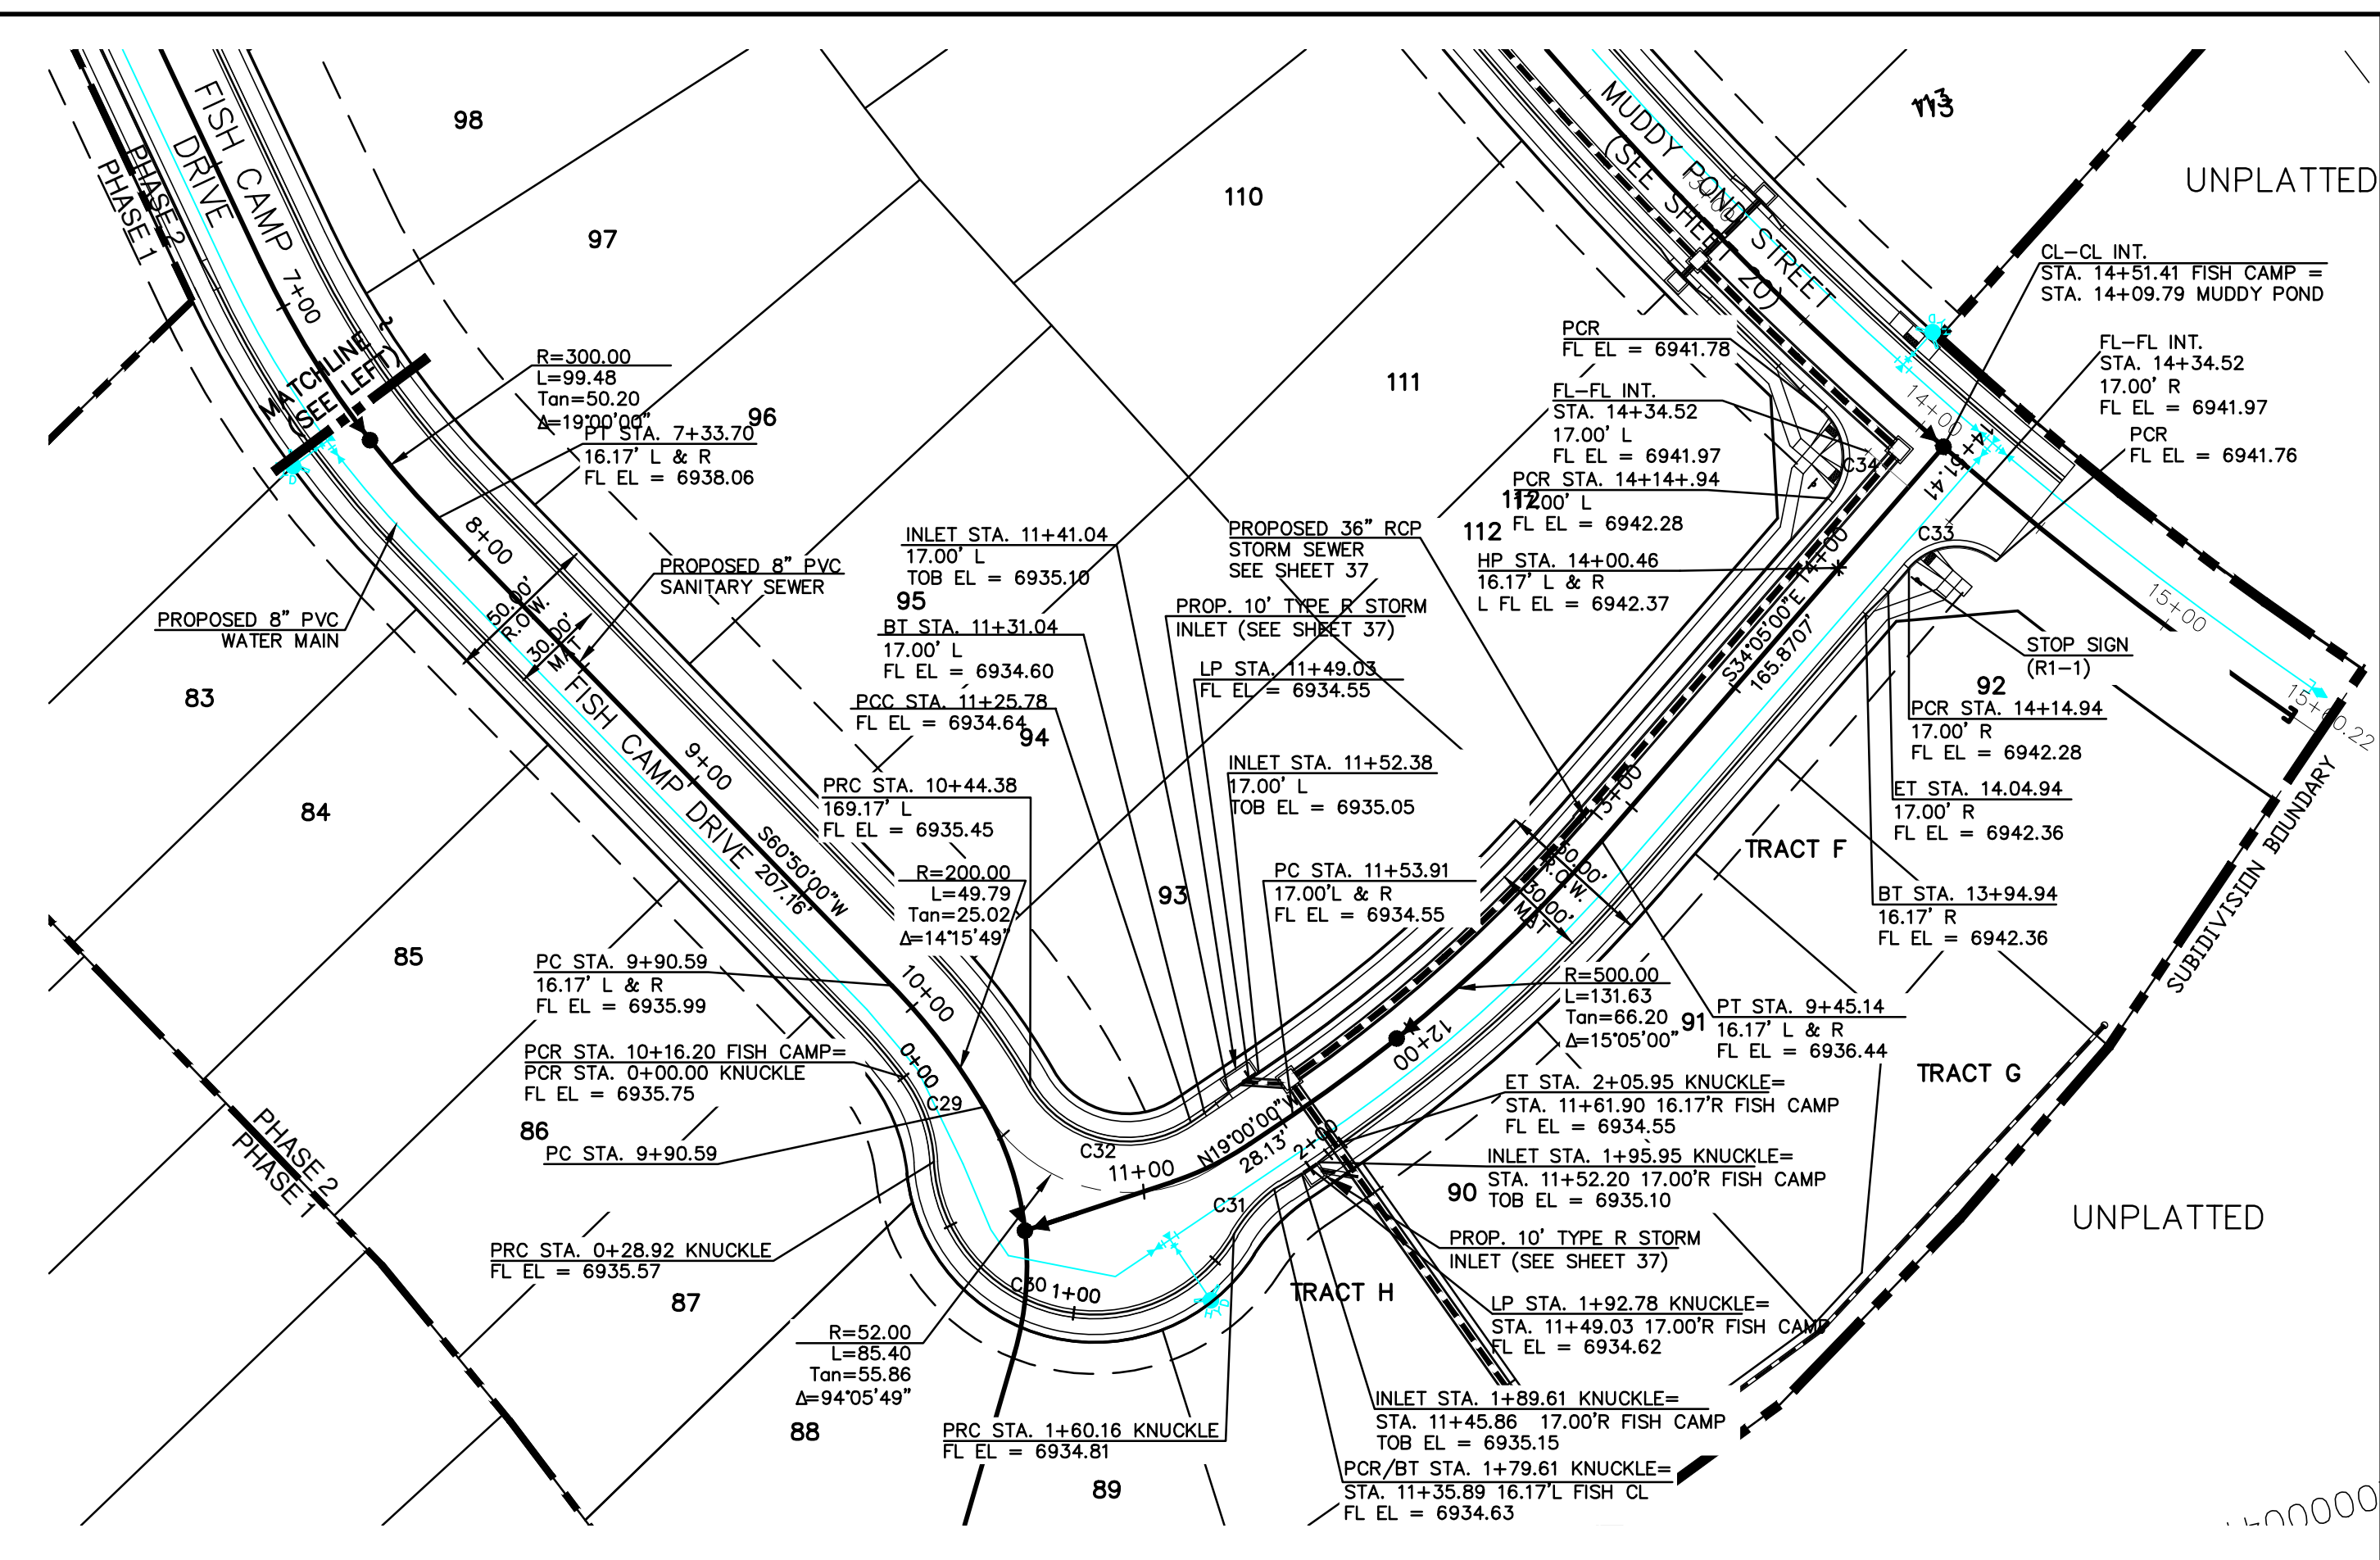 FISH CAMP
DRIVE
PHASE 2
PHASE 1
98
97
110
MUDDY POND STREET
(SEE SHEET 20)
113
UNPLATTED
7+00
MATCHLINE 2
(SEE LEFT)
R=300.00
L=99.48
Tan=50.20
Δ=19°00'00"
96
PT STA. 7+33.70
16.17' L & R
FL EL = 6938.06
111
CL-CL INT.
STA. 14+51.41 FISH CAMP =
STA. 14+09.79 MUDDY POND
PCR
FL EL = 6941.78
FL-FL INT.
STA. 14+34.52
17.00' L
FL EL = 6941.97
PCR STA. 14+14+.94
17.00' L
FL EL = 6942.28
112
112
HP STA. 14+00.46
16.17' L & R
L FL EL = 6942.37
FL-FL INT.
STA. 14+34.52
17.00' R
FL EL = 6941.97
PCR
FL EL = 6941.76
14+00
14+51.41
C34
C33
14+00
15+00
15+60.22
STOP SIGN
(R1-1)
92
PCR STA. 14+14.94
17.00' R
FL EL = 6942.28
ET STA. 14.04.94
17.00' R
FL EL = 6942.36
BT STA. 13+94.94
16.17' R
FL EL = 6942.36
SUBIDIVISION BOUNDARY
S34°05'00"E
165.8707'
8+00
50.00'
R.O.W.
30.00'
MAT
PROPOSED 8" PVC
SANITARY SEWER
PROPOSED 8" PVC
WATER MAIN
83
84
85
FISH CAMP DRIVE
9+00
S60°50'00"W
207.16'
INLET STA. 11+41.04
17.00' L
TOB EL = 6935.10
95
BT STA. 11+31.04
17.00' L
FL EL = 6934.60
PCC STA. 11+25.78
FL EL = 6934.64
94
PRC STA. 10+44.38
169.17' L
FL EL = 6935.45
R=200.00
L=49.79
Tan=25.02
Δ=14°15'49"
PROPOSED 36" RCP
STORM SEWER
SEE SHEET 37
PROP. 10' TYPE R STORM
INLET (SEE SHEET 37)
LP STA. 11+49.03
FL EL = 6934.55
INLET STA. 11+52.38
17.00' L
TOB EL = 6935.05
93
PC STA. 11+53.91
17.00'L & R
FL EL = 6934.55
TRACT F
50.00'
R.O.W.
30.00'
MAT
R=500.00
L=131.63
Tan=66.20
Δ=15°05'00"
91
PT STA. 9+45.14
16.17' L & R
FL EL = 6936.44
TRACT G
UNPLATTED
PC STA. 9+90.59
16.17' L & R
FL EL = 6935.99
10+00
PCR STA. 10+16.20 FISH CAMP=
PCR STA. 0+00.00 KNUCKLE
FL EL = 6935.75
0+00
C29
86
PC STA. 9+90.59
C32
11+00
N19°00'00"W
28.13'
2+00
12+00
ET STA. 2+05.95 KNUCKLE=
STA. 11+61.90 16.17'R FISH CAMP
FL EL = 6934.55
INLET STA. 1+95.95 KNUCKLE=
STA. 11+52.20 17.00'R FISH CAMP
TOB EL = 6935.10
90
PROP. 10' TYPE R STORM
INLET (SEE SHEET 37)
LP STA. 1+92.78 KNUCKLE=
STA. 11+49.03 17.00'R FISH CAMP
FL EL = 6934.62
PHASE 2
PHASE 1
PRC STA. 0+28.92 KNUCKLE
FL EL = 6935.57
87
C31
C30
1+00
TRACT H
R=52.00
L=85.40
Tan=55.86
Δ=94°05'49"
88
PRC STA. 1+60.16 KNUCKLE
FL EL = 6934.81
89
INLET STA. 1+89.61 KNUCKLE=
STA. 11+45.86 17.00'R FISH CAMP
TOB EL = 6935.15
PCR/BT STA. 1+79.61 KNUCKLE=
STA. 11+35.89 16.17'L FISH CL
FL EL = 6934.63